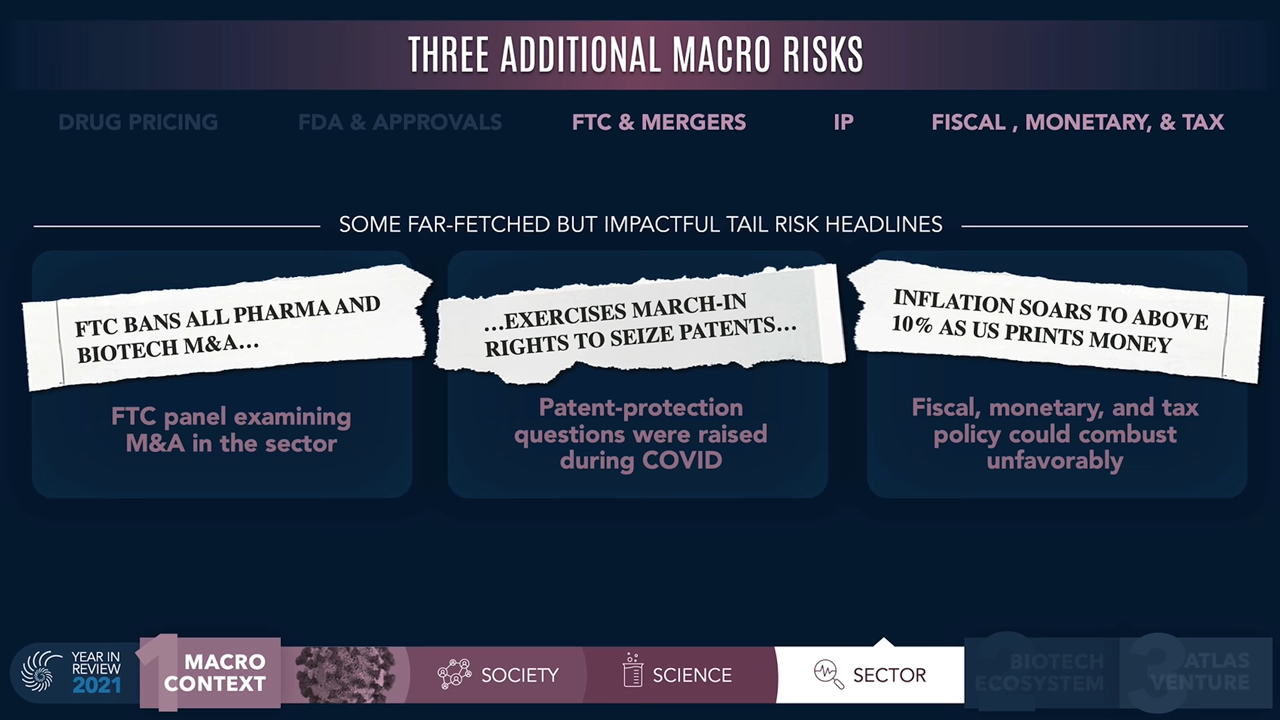 THREE ADDITIONAL MACRO RISKS
DRUG PRICING
FDA & APPROVALS
FTC & MERGERS
IP
FISCAL , MONETARY, & TAX
SOME FAR-FETCHED BUT IMPACTFUL TAIL RISK HEADLINES
FTC BANS ALL PHARMA AND
BIOTECH M&A...
FTC panel examining
M&A in the sector
...EXERCISES MARCH-IN
RIGHTS TO SEIZE PATENTS...
Patent-protection
questions were raised
during COVID
INFLATION SOARS TO ABOVE
10% AS US PRINTS MONEY
Fiscal, monetary, and tax
policy could combust
unfavorably
YEAR IN
REVIEW
2021
1
MACRO
CONTEXT
SOCIETY
SCIENCE
SECTOR
2
BIOTECH
ECOSYSTEM
3
ATLAS
VENTURE